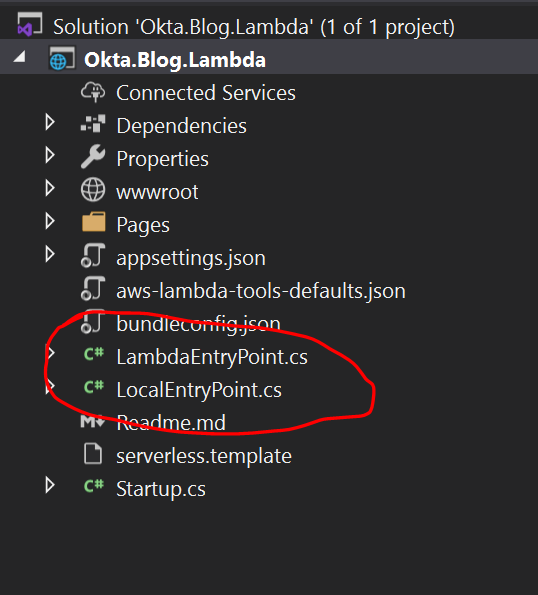 Solution 'Okta.Blog.Lambda' (1 of 1 project)
Okta.Blog.Lambda
Connected Services
Dependencies
Properties
wwwroot
Pages
appsettings.json
aws-lambda-tools-defaults.json
bundleconfig.json
C# LambdaEntryPoint.cs
C# LocalEntryPoint.cs
M Readme.md
serverless.template
C# Startup.cs